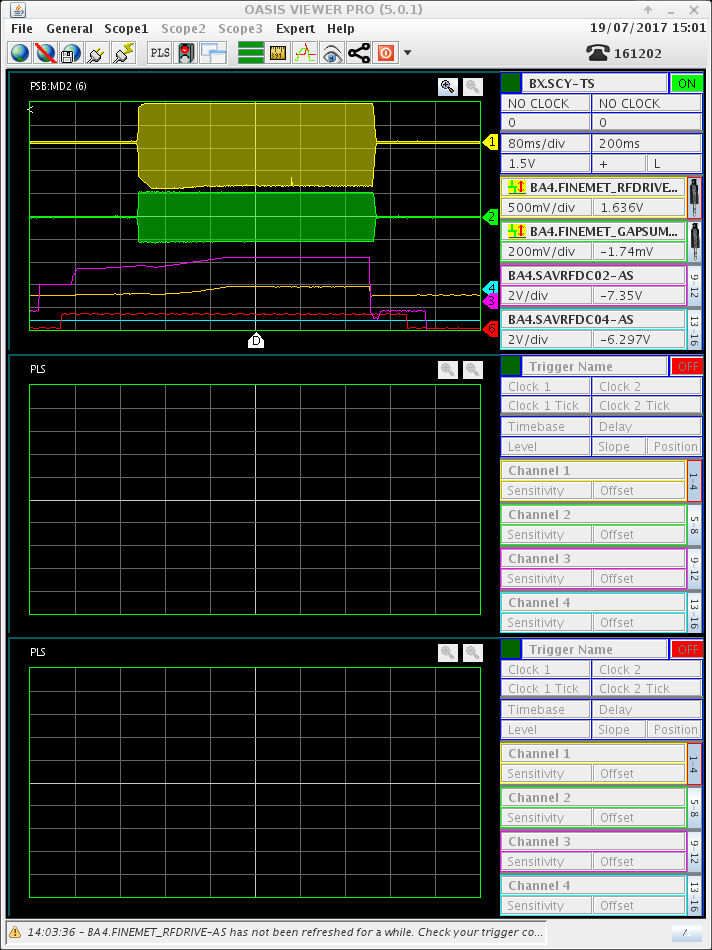 OASIS VIEWER PRO (5.0.1)
File General Scope1 Scope2 Scope3 Expert Help 19/07/2017 15:01
PLS 161202
PSB:MD2 (6)
<
1
2
4
3
D
BX.SCY-TS ON
NO CLOCK NO CLOCK
0 0
80ms/div 200ms
1.5V + L
BA4.FINEMET_RFDRIVE...
500mV/div 1.636V
BA4.FINEMET_GAPSUM...
200mV/div -1.74mV
BA4.SAVRFDC02-AS
2V/div -7.35V
9-12
BA4.SAVRFDC04-AS
2V/div -6.297V
13-16
PLS
Trigger Name OFF
Clock 1 Clock 2
Clock 1 Tick Clock 2 Tick
Timebase Delay
Level Slope Position
Channel 1
Sensitivity Offset
1-4
Channel 2
Sensitivity Offset
5-8
Channel 3
Sensitivity Offset
9-12
Channel 4
Sensitivity Offset
13-16
PLS
Trigger Name OFF
Clock 1 Clock 2
Clock 1 Tick Clock 2 Tick
Timebase Delay
Level Slope Position
Channel 1
Sensitivity Offset
1-4
Channel 2
Sensitivity Offset
5-8
Channel 3
Sensitivity Offset
9-12
Channel 4
Sensitivity Offset
13-16
14:03:36 - BA4.FINEMET_RFDRIVE-AS has not been refreshed for a while. Check your trigger co...